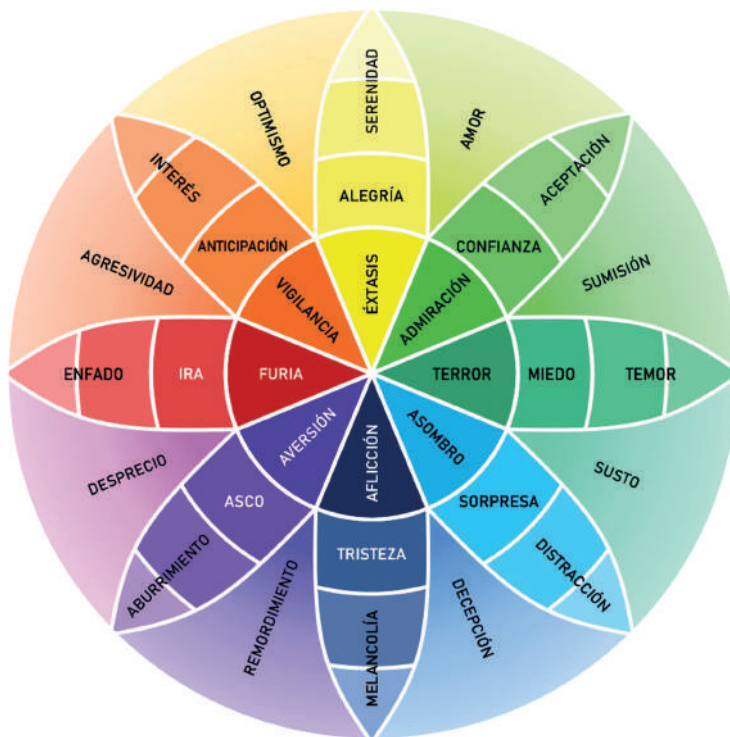 SERENIDAD
OPTIMISMO
AMOR
INTERÉS
ALEGRÍA
ACEPTACIÓN
ANTICIPACIÓN
CONFIANZA
AGRESIVIDAD
VIGILANCIA
ÉXTASIS
ADMIRACIÓN
SUMISIÓN
ENFADO
IRA
FURIA
TERROR
MIEDO
TEMOR
DESPRECIO
AVERSIÓN
AFLICCIÓN
ASOMBRO
SUSTO
ASCO
SORPRESA
ABURRIMIENTO
TRISTEZA
DISTRACCIÓN
REMORDIMIENTO
MELANCOLÍA
DECEPCIÓN